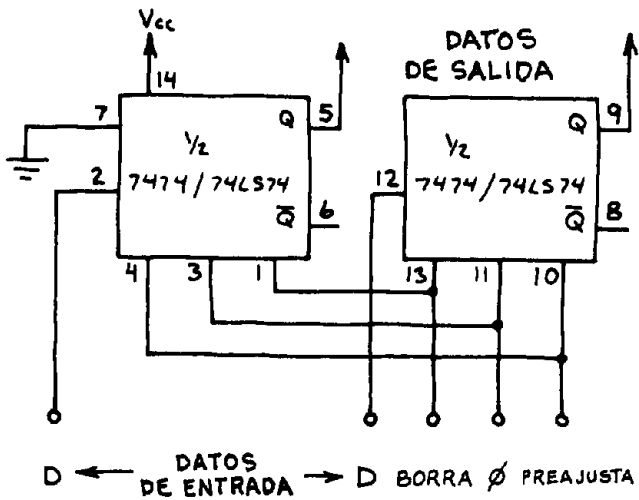 Vcc
14
7
Q
5
1/2
7474/74LS74
2
Q̅
6
4
3
1
DATOS
DE SALIDA
Q
9
1/2
12
7474/74LS74
Q̅
8
13
11
10
D ← DATOS DE ENTRADA → D BORRA Ø PREAJUSTA